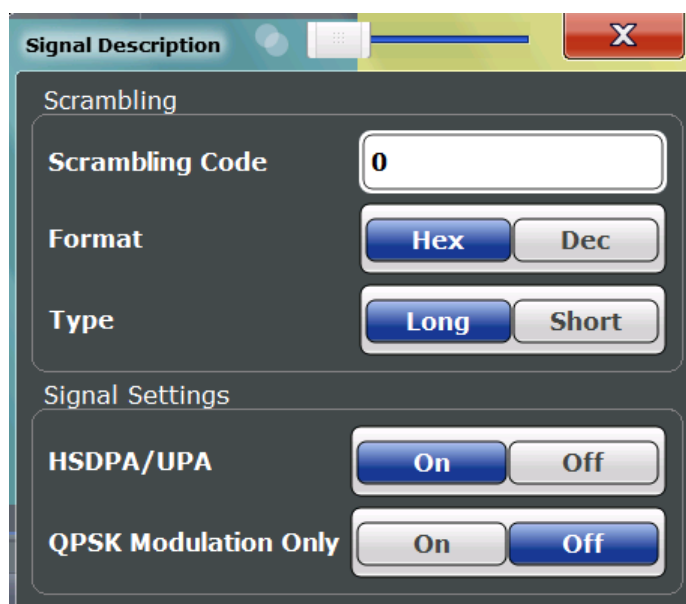 Signal Description X
Scrambling
Scrambling Code 0
Format Hex Dec
Type Long Short
Signal Settings
HSDPA/UPA On Off
QPSK Modulation Only On Off